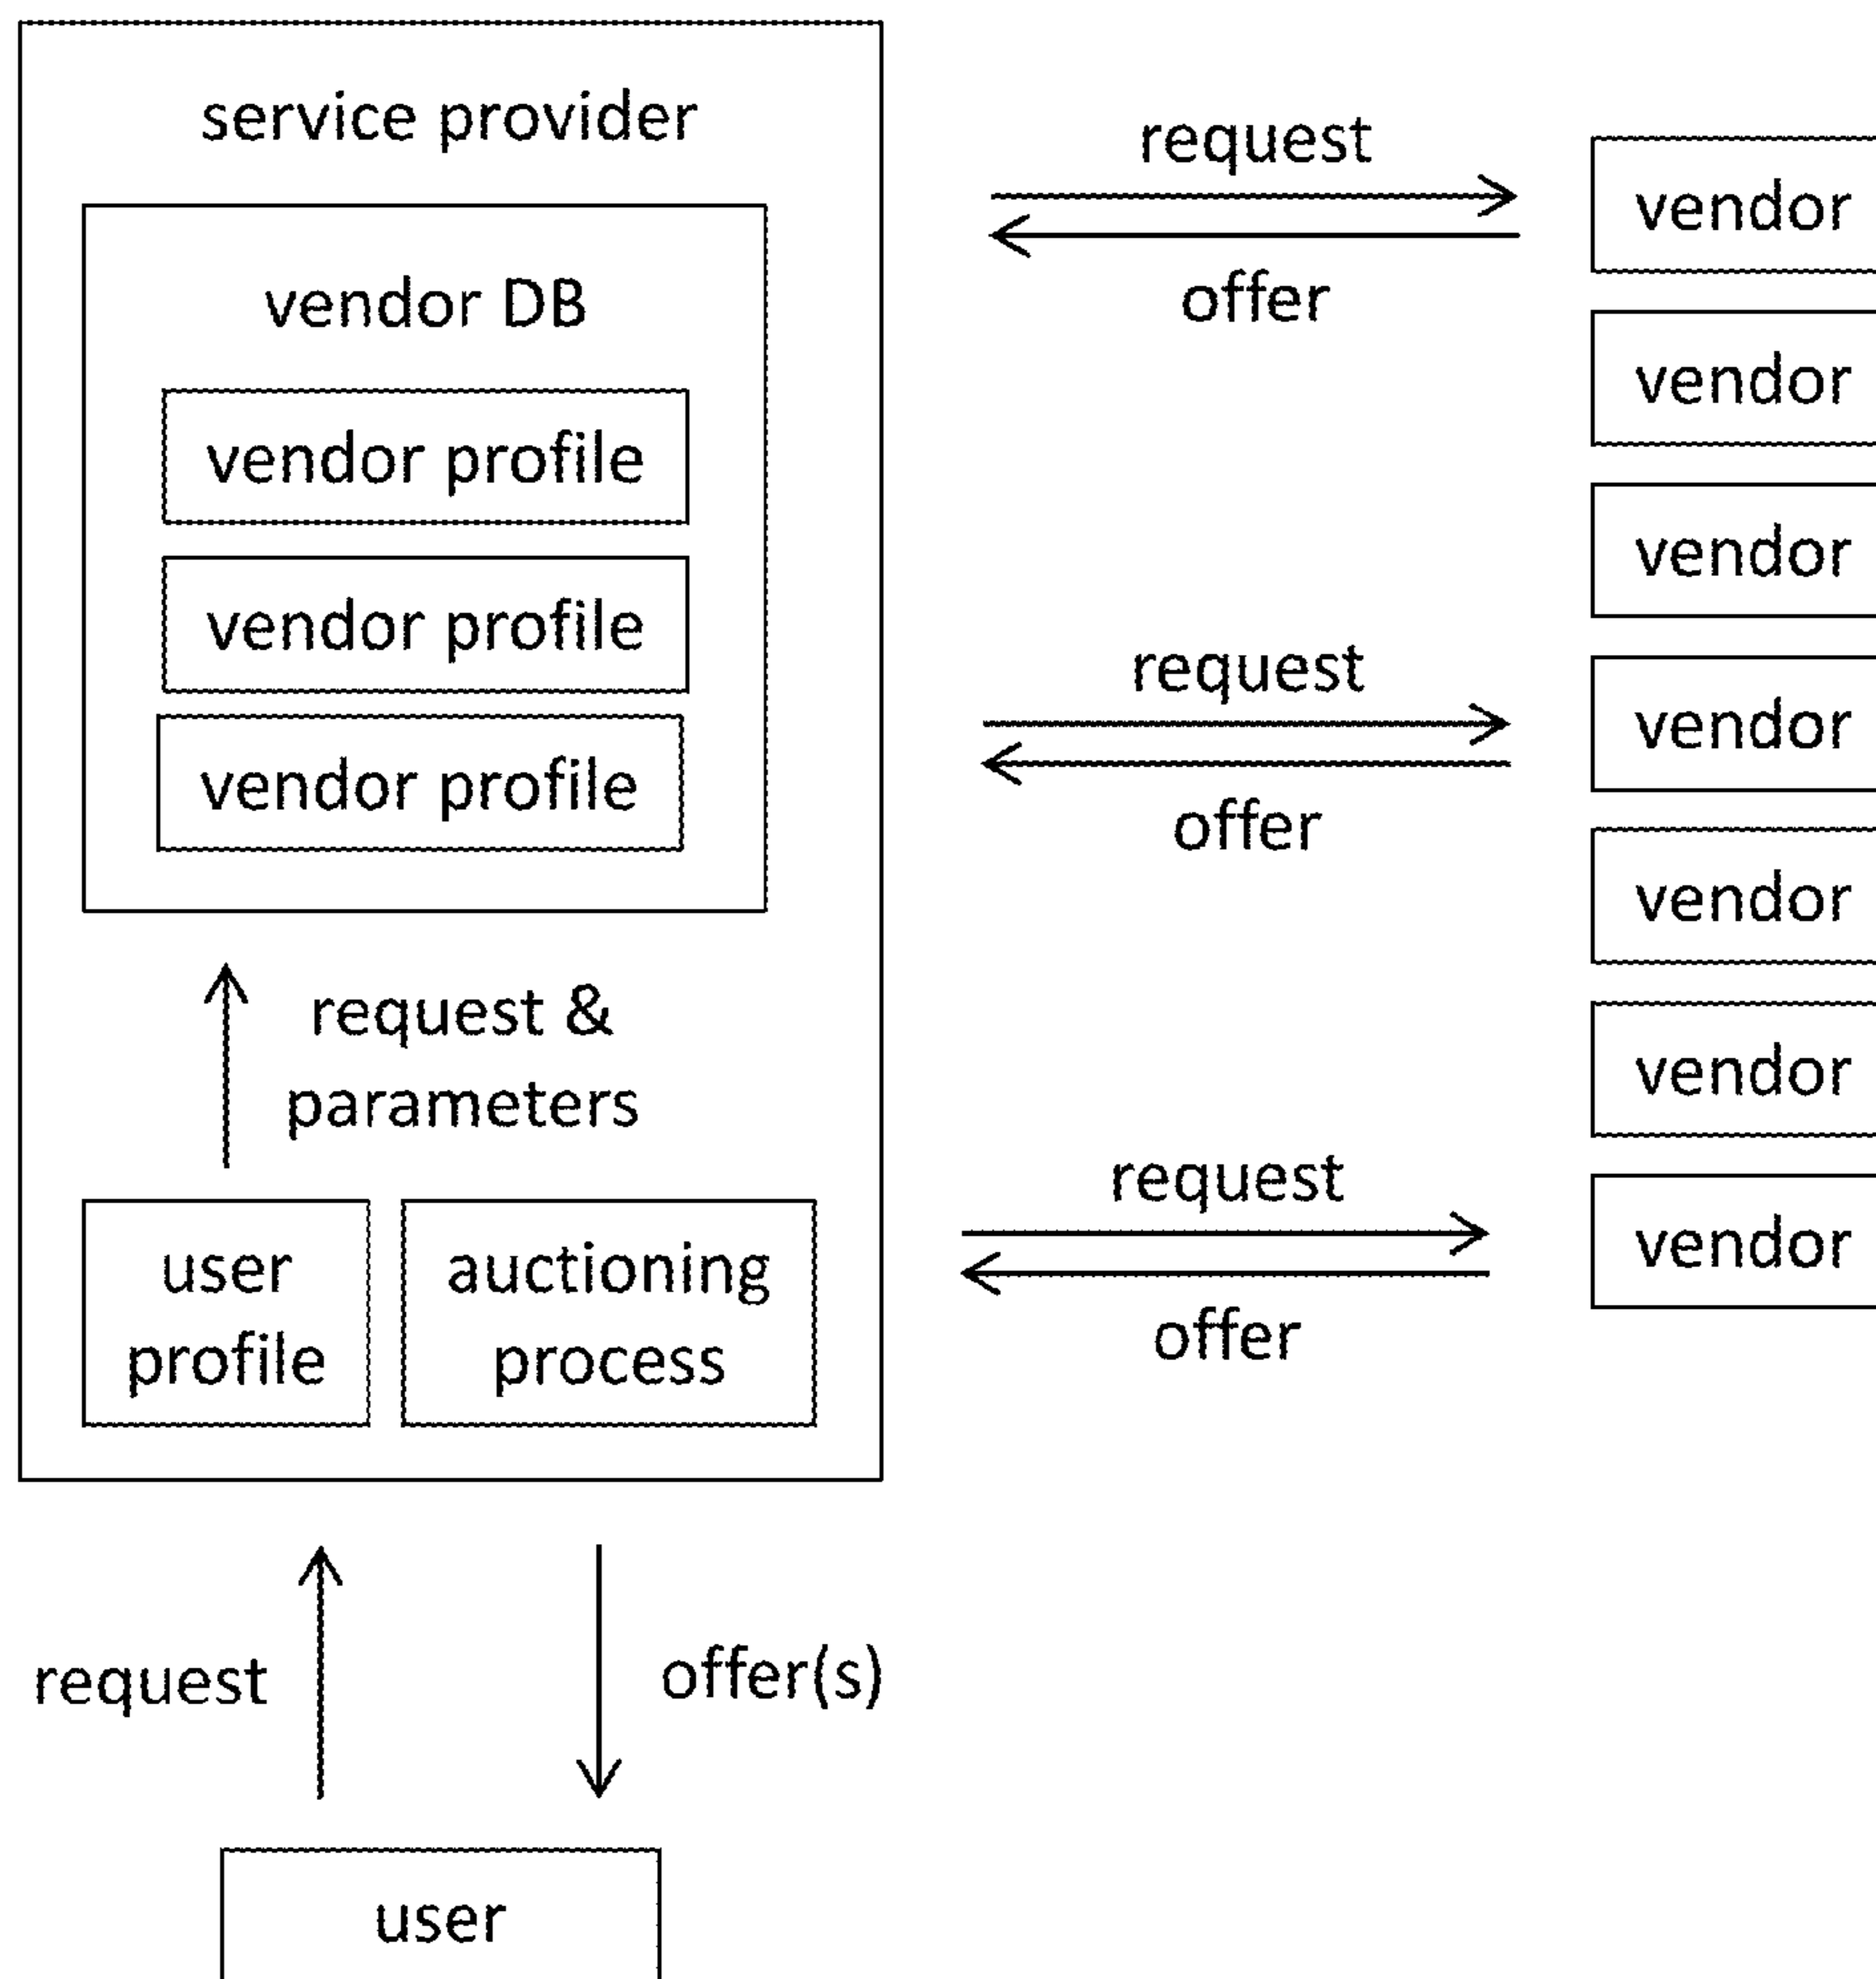 service provider
vendor DB
vendor profile
vendor profile
vendor profile
request &
parameters
user
profile
auctioning
process
request
offer
request
offer
request
offer
vendor
vendor
vendor
vendor
vendor
vendor
vendor
request
offer(s)
user